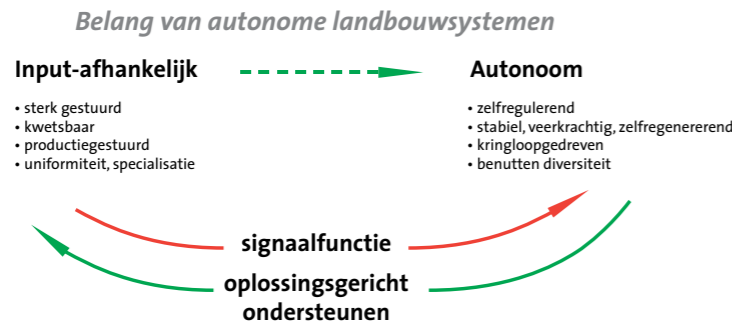 Belang van autonome landbouwsystemen
Input-afhankelijk
• sterk gestuurd
• kwetsbaar
• productiegestuurd
• uniformiteit, specialisatie
Autonoom
• zelfregulerend
• stabiel, veerkrachtig, zelfregenererend
• kringloopgedreven
• benutten diversiteit
signaalfunctie
oplossingsgericht
ondersteunen